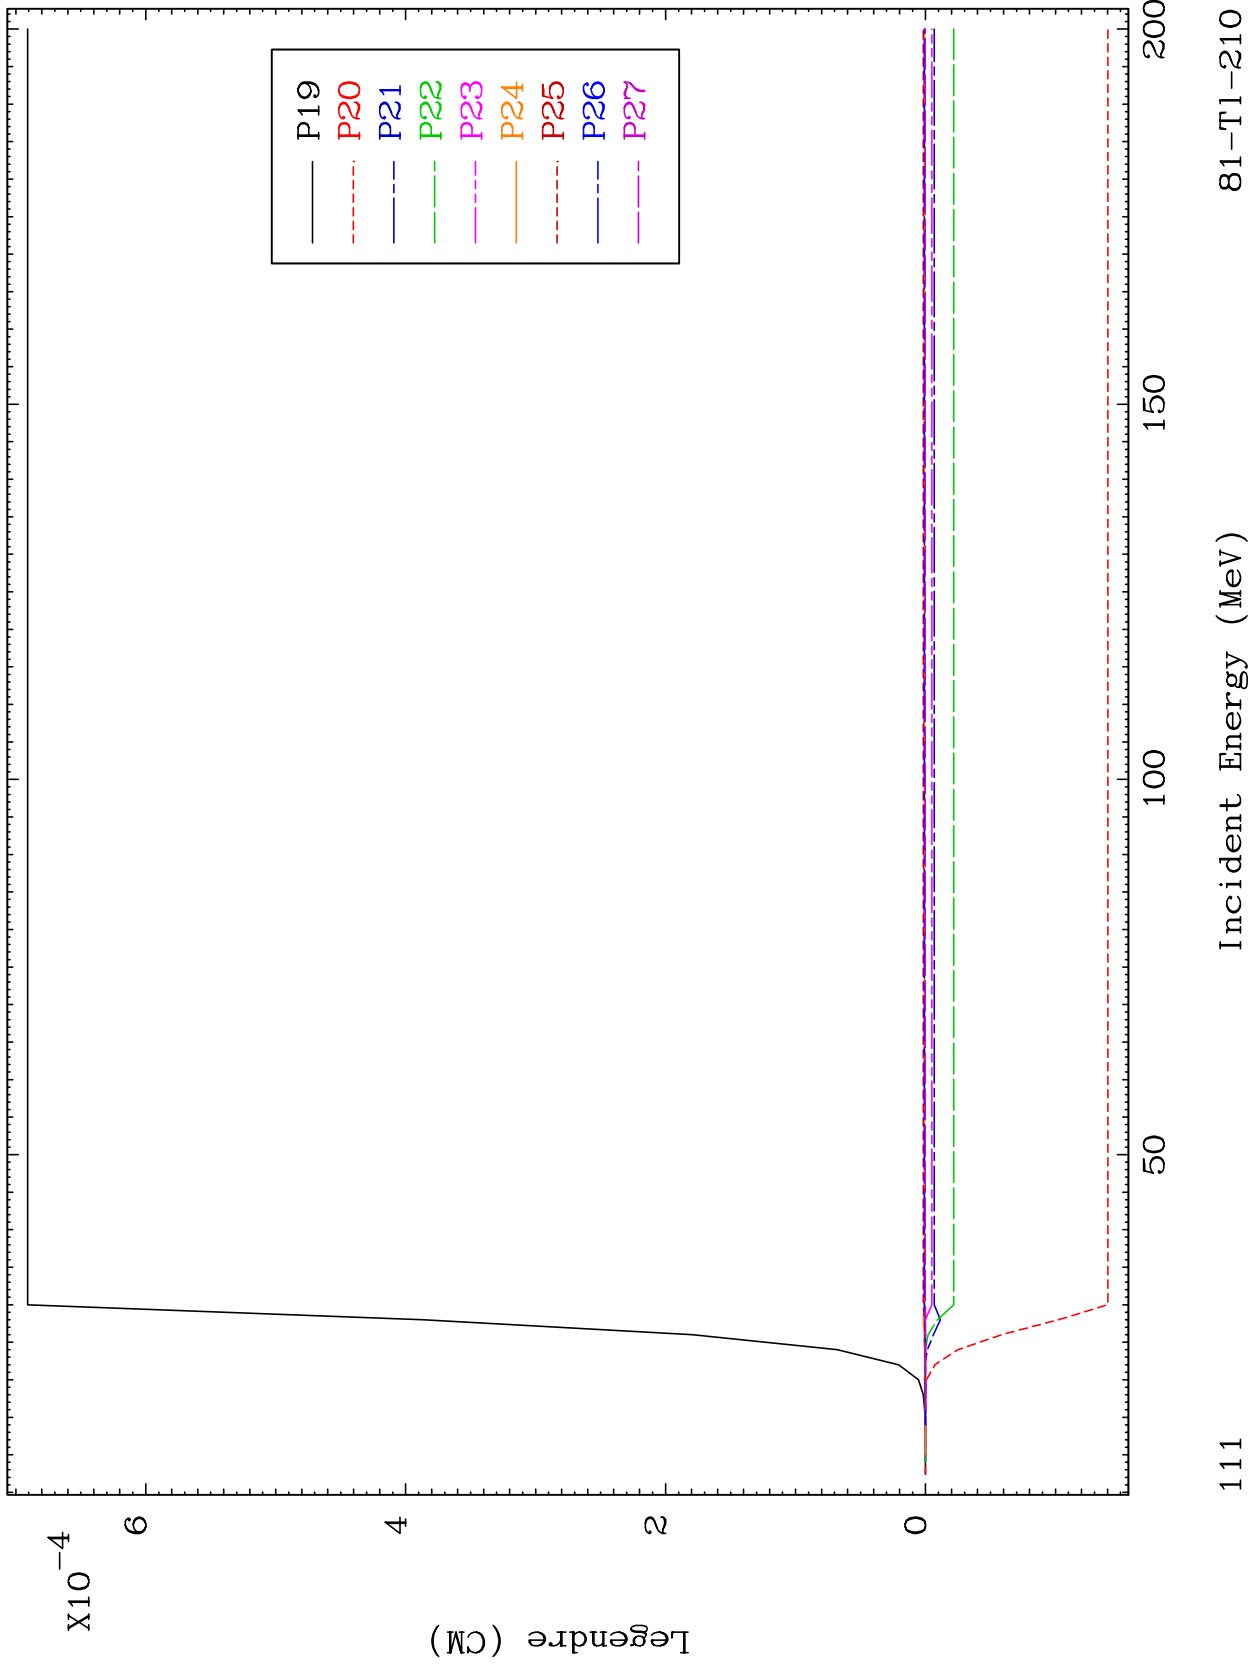 X10-4
6
4
2
0
Legendre (CM)
P19
P20
P21
P22
P23
P24
P25
P26
P27
50
100
150
200
Incident Energy (MeV)
111
81-Tl-210